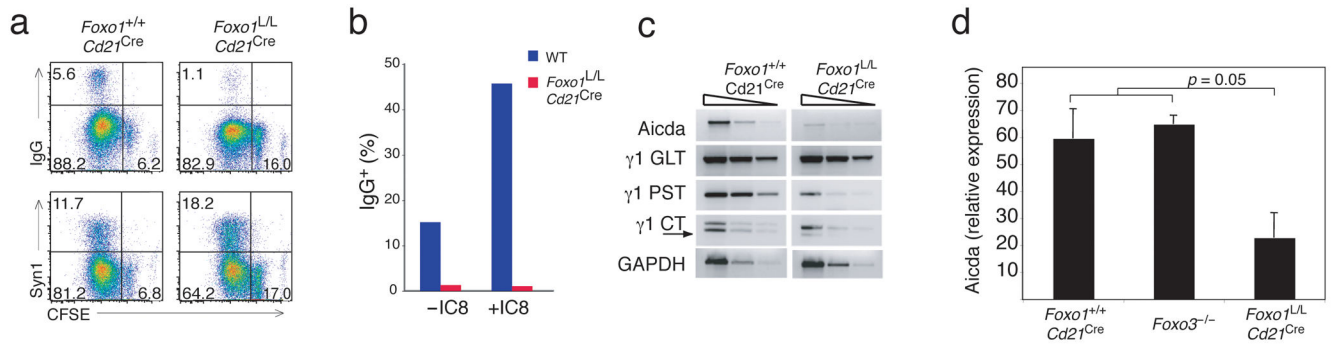 a
Foxo1+/+ Cd21Cre
Foxo1L/L Cd21Cre
5.6
1.1
88.2
6.2
82.9
16.0
IgG
11.7
18.2
81.2
6.8
64.2
17.0
Syn1
CFSE
b
WT
Foxo1L/L Cd21Cre
50
40
30
20
10
0
IgG+ (%)
–IC8
+IC8
c
Foxo1+/+ Cd21Cre
Foxo1L/L Cd21Cre
Aicda
γ1 GLT
γ1 PST
γ1 CT
GAPDH
d
p = 0.05
80
70
60
50
40
30
20
10
Aicda (relative expression)
Foxo1+/+ Cd21Cre
Foxo3–/–
Foxo1L/L Cd21Cre